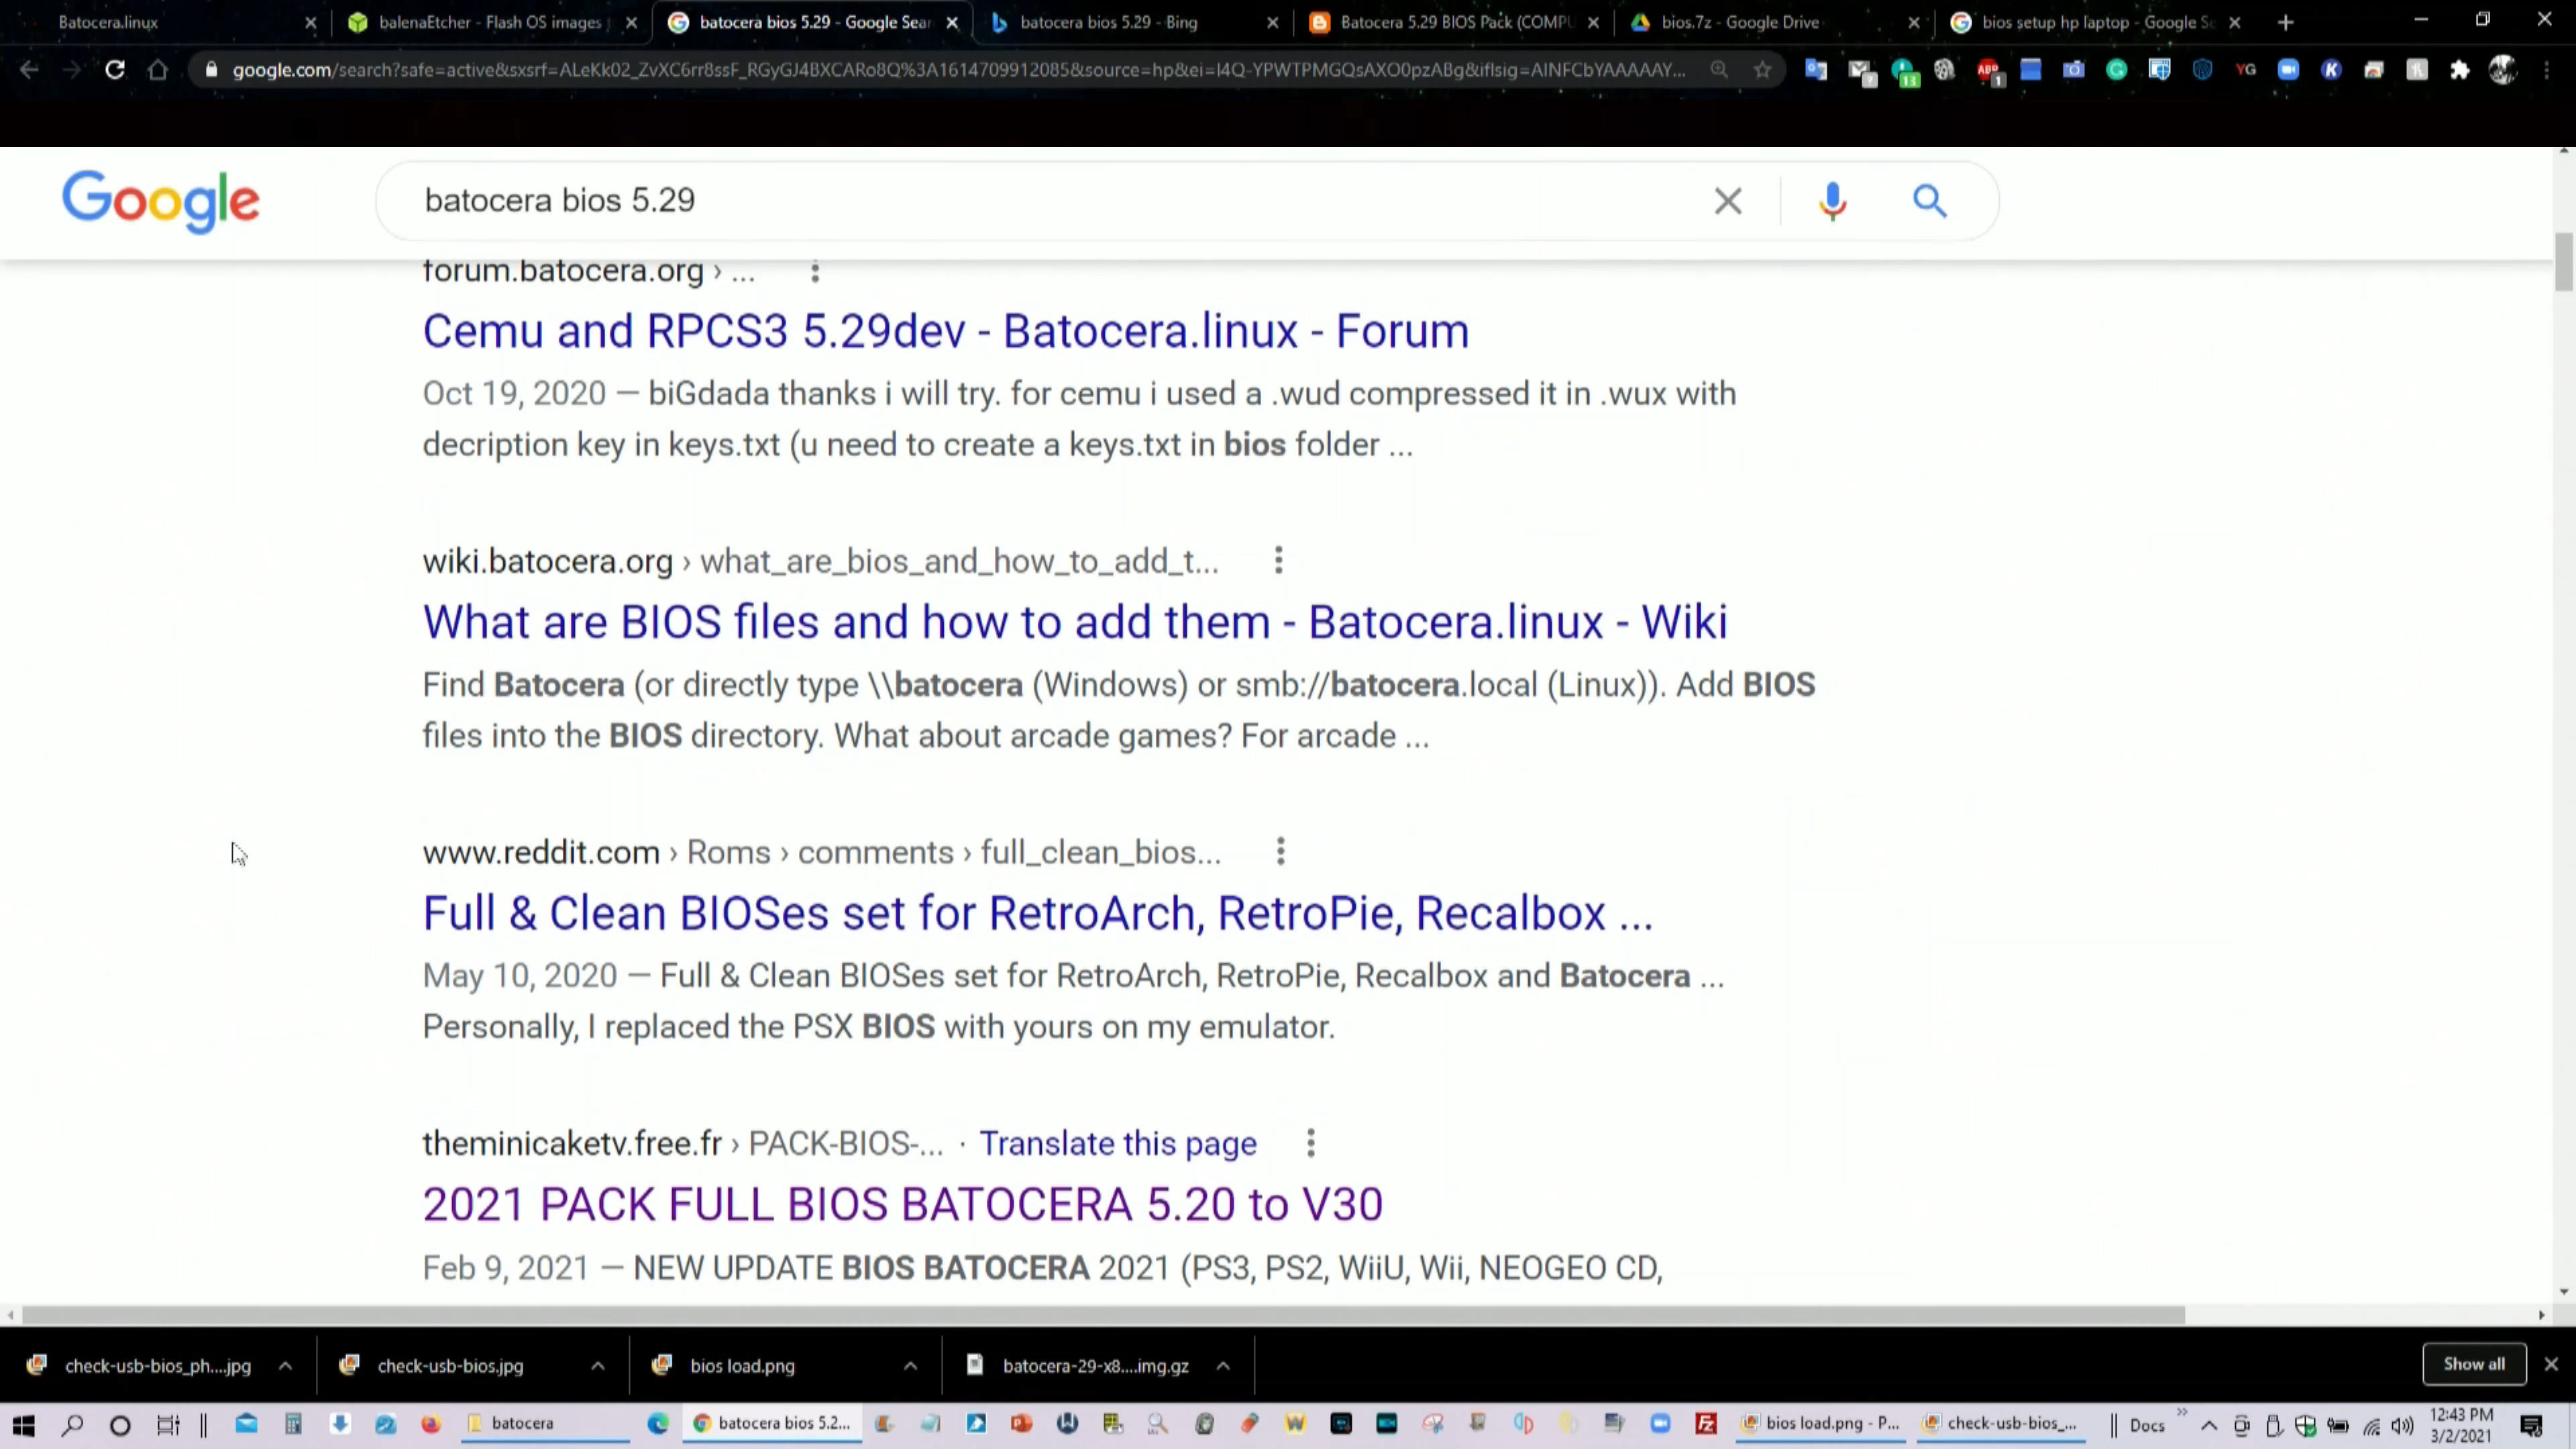 Batocera.linux
balenaEtcher - Flash OS images
batocera bios 5.29 - Google Sear
batocera bios 5.29 - Bing
Batocera 5.29 BIOS Pack (COMPU
bios.7z - Google Drive
bios setup hp laptop - Google Se
google.com/search?safe=active&sxsrf=ALeKk02_ZvXC6rr8ssF_RGyGJ4BXCARo8Q%3A1614709912085&source=hp&ei=I4Q-YPWTPMGQsAXO0pzABg&iflsig=AINFCbYAAAAAY...
Google
batocera bios 5.29
forum.batocera.org › ...
Cemu and RPCS3 5.29dev - Batocera.linux - Forum
Oct 19, 2020 — biGdada thanks i will try. for cemu i used a .wud compressed it in .wux with
decription key in keys.txt (u need to create a keys.txt in bios folder ...
wiki.batocera.org › what_are_bios_and_how_to_add_t...
What are BIOS files and how to add them - Batocera.linux - Wiki
Find Batocera (or directly type \\batocera (Windows) or smb://batocera.local (Linux)). Add BIOS
files into the BIOS directory. What about arcade games? For arcade ...
www.reddit.com › Roms › comments › full_clean_bios...
Full & Clean BIOSes set for RetroArch, RetroPie, Recalbox ...
May 10, 2020 — Full & Clean BIOSes set for RetroArch, RetroPie, Recalbox and Batocera ...
Personally, I replaced the PSX BIOS with yours on my emulator.
theminicaketv.free.fr › PACK-BIOS-... · Translate this page
2021 PACK FULL BIOS BATOCERA 5.20 to V30
Feb 9, 2021 — NEW UPDATE BIOS BATOCERA 2021 (PS3, PS2, WiiU, Wii, NEOGEO CD,
check-usb-bios_ph....jpg
check-usb-bios.jpg
bios load.png
batocera-29-x8....img.gz
Show all
batocera
batocera bios 5.2...
bios load.png - P...
check-usb-bios_-...
Docs
12:43 PM
3/2/2021